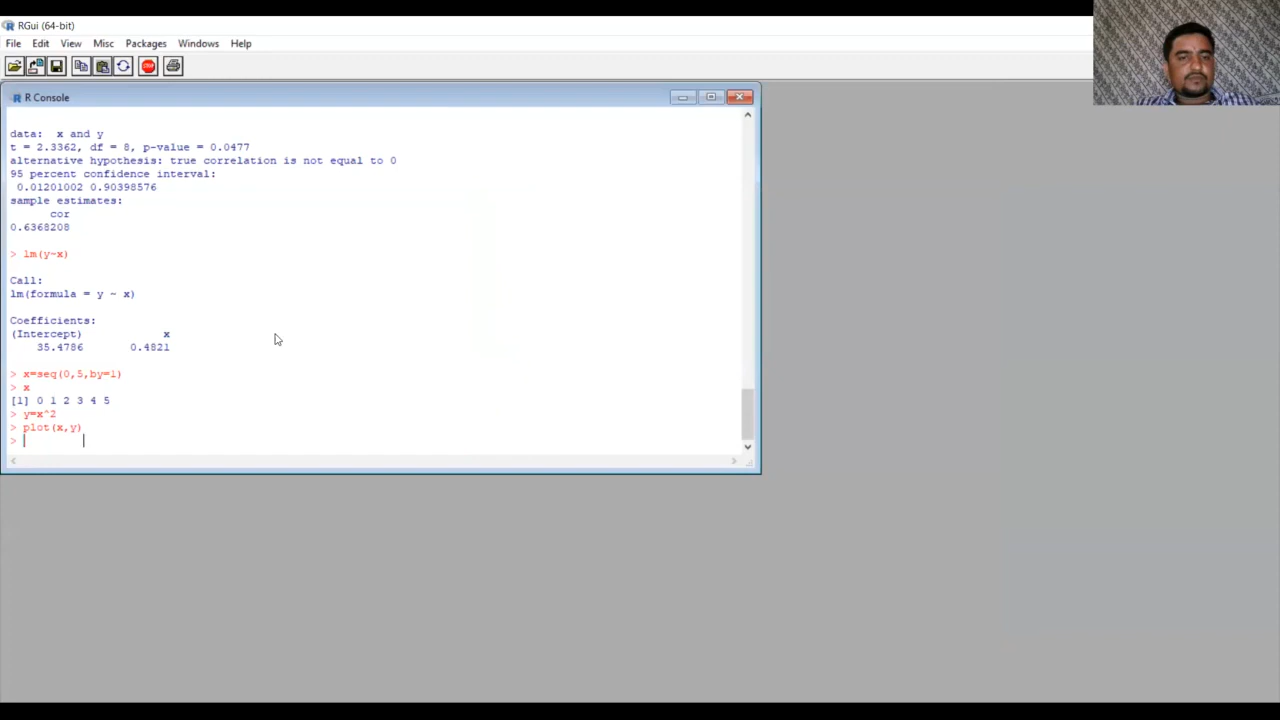 RGui (64-bit)
File Edit View Misc Packages Windows Help
STOP
R Console
data:  x and y
t = 2.3362, df = 8, p-value = 0.0477
alternative hypothesis: true correlation is not equal to 0
95 percent confidence interval:
 0.01201002 0.90398576
sample estimates:
      cor
0.6368208
> lm(y~x)
Call:
lm(formula = y ~ x)
Coefficients:
(Intercept)            x
    35.4786       0.4821
> x=seq(0,5,by=1)
> x
[1] 0 1 2 3 4 5
> y=x^2
> plot(x,y)
>